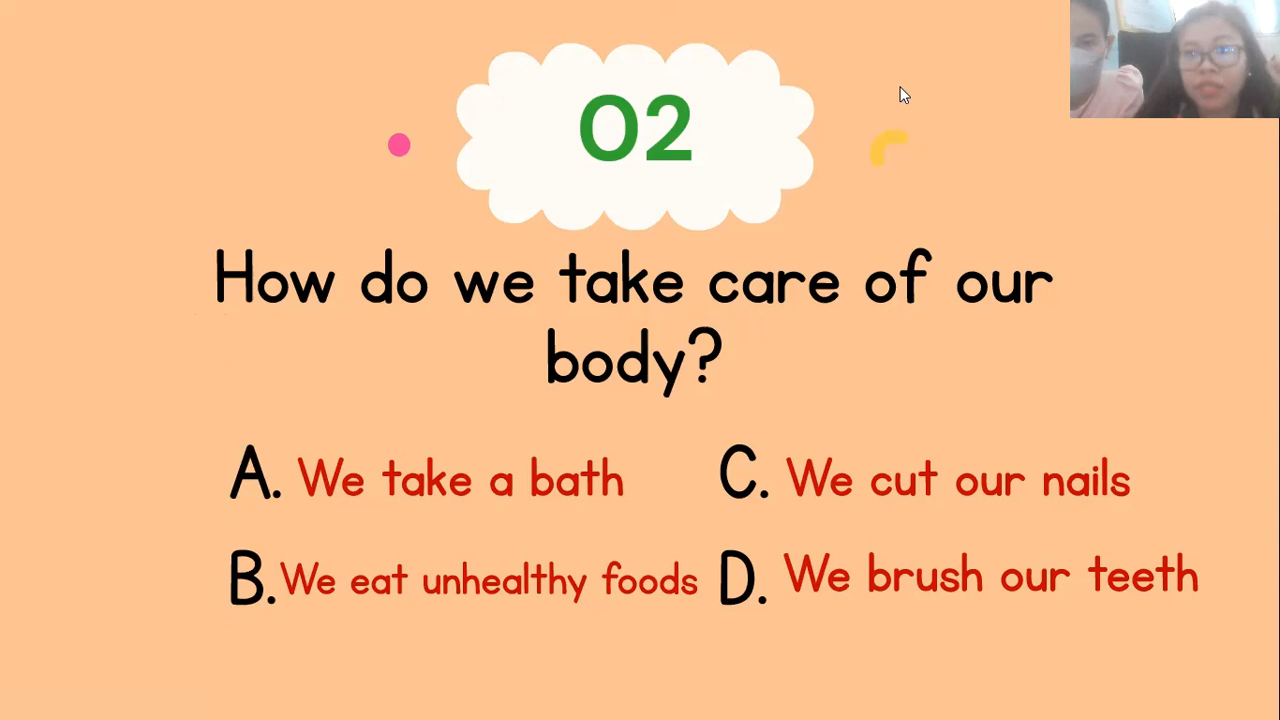 02
How do we take care of our
body?
A. We take a bath
C. We cut our nails
B. We eat unhealthy foods
D. We brush our teeth